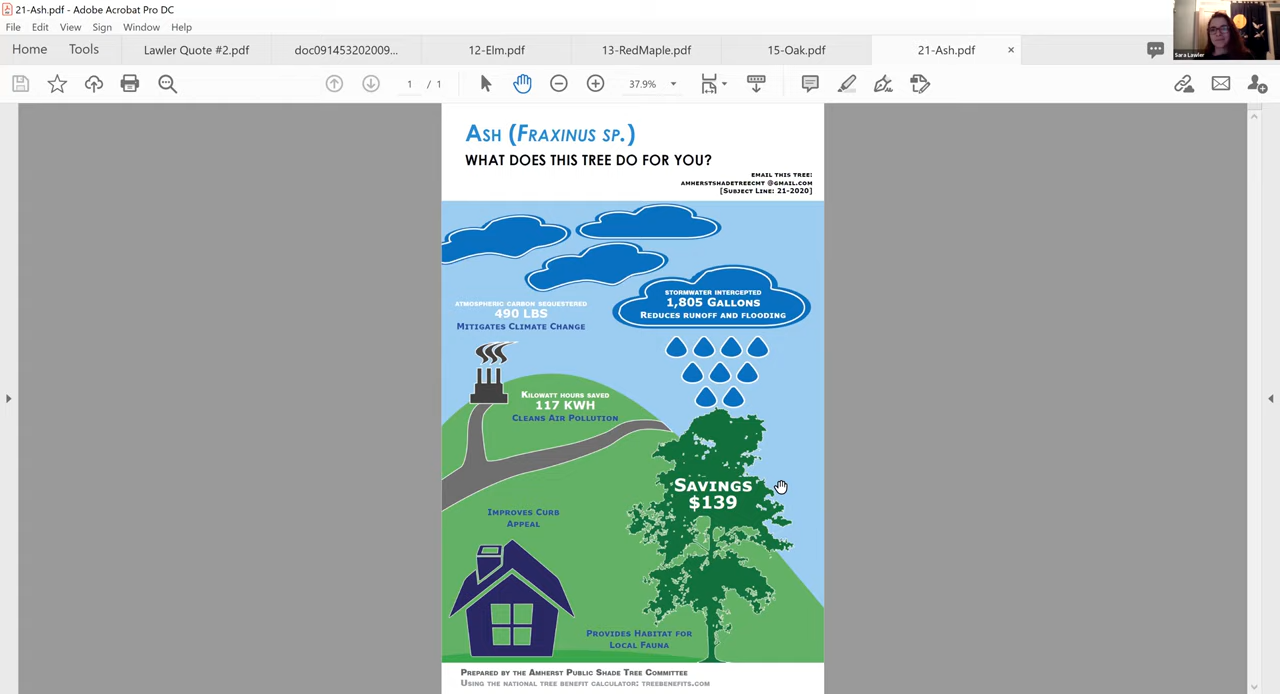 21-Ash.pdf - Adobe Acrobat Pro DC
File Edit View Sign Window Help
Home Tools Lawler Quote #2.pdf doc091453202009... 12-Elm.pdf 13-RedMaple.pdf 15-Oak.pdf 21-Ash.pdf ×
1 / 1 37.9%
Sara Lawler
ASH (FRAXINUS SP.)
WHAT DOES THIS TREE DO FOR YOU?
EMAIL THIS TREE:
AMHERSTSHADETREECMT @GMAIL.COM
[SUBJECT LINE: 21-2020]
STORMWATER INTERCEPTED
1,805 GALLONS
REDUCES RUNOFF AND FLOODING
ATMOSPHERIC CARBON SEQUESTERED
490 LBS
MITIGATES CLIMATE CHANGE
KILOWATT HOURS SAVED
117 KWH
CLEANS AIR POLLUTION
SAVINGS
$139
IMPROVES CURB
APPEAL
PROVIDES HABITAT FOR
LOCAL FAUNA
PREPARED BY THE AMHERST PUBLIC SHADE TREE COMMITTEE
USING THE NATIONAL TREE BENEFIT CALCULATOR: TREEBENEFITS.COM